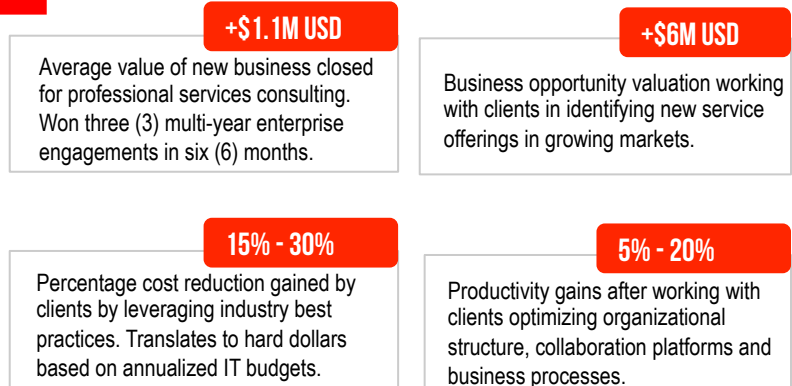 +$1.1M USD
Average value of new business closed
for professional services consulting.
Won three (3) multi-year enterprise
engagements in six (6) months.
+$6M USD
Business opportunity valuation working
with clients in identifying new service
offerings in growing markets.
15% - 30%
Percentage cost reduction gained by
clients by leveraging industry best
practices. Translates to hard dollars
based on annualized IT budgets.
5% - 20%
Productivity gains after working with
clients optimizing organizational
structure, collaboration platforms and
business processes.